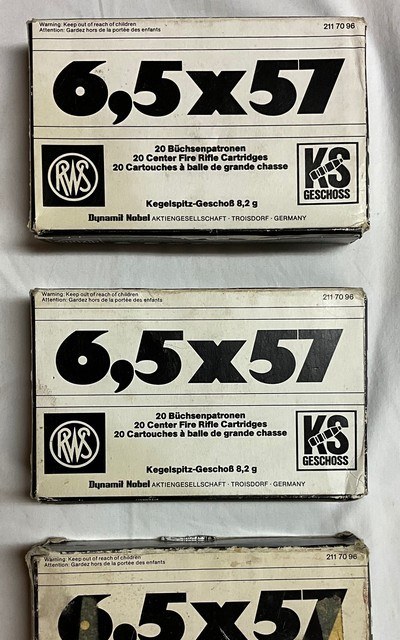 Warning: Keep out of reach of children
Attention: Gardez hors de la portée des enfants
211 70 96
6,5x57
20 Büchsenpatronen
20 Center Fire Rifle Cartridges
20 Cartouches à balle de grande chasse
RWS
KS
GESCHOSS
Kegelspitz-Geschoß 8,2 g
Dynamit Nobel AKTIENGESELLSCHAFT · TROISDORF · GERMANY
Warning: Keep out of reach of children
Attention: Gardez hors de la portée des enfants
211 70 96
6,5x57
20 Büchsenpatronen
20 Center Fire Rifle Cartridges
20 Cartouches à balle de grande chasse
RWS
KS
GESCHOSS
Kegelspitz-Geschoß 8,2 g
Dynamit Nobel AKTIENGESELLSCHAFT · TROISDORF · GERMANY
Warning: Keep out of reach of children
Attention: Gardez hors de la portée des enfants
211 70 96
6,5x57